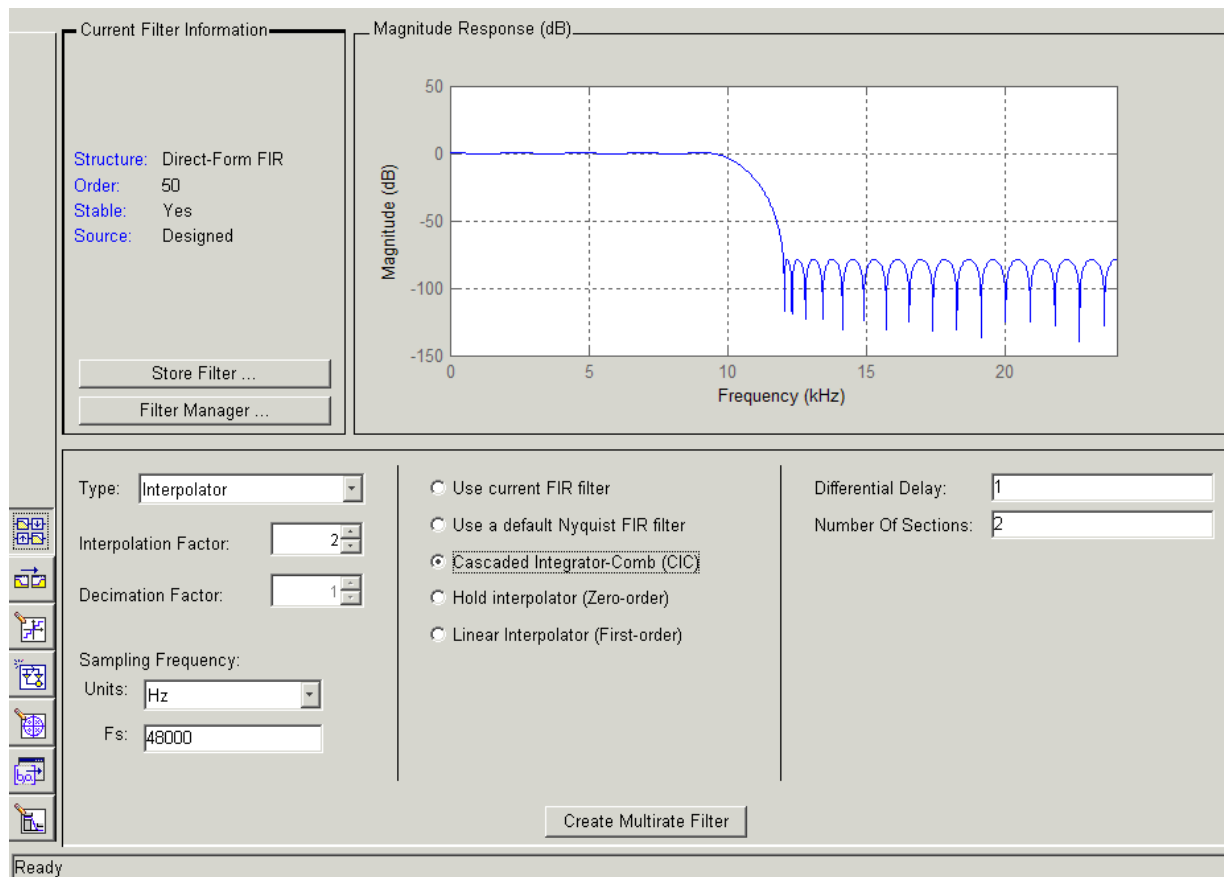 Current Filter Information
Structure: Direct-Form FIR
Order: 50
Stable: Yes
Source: Designed
Store Filter ...
Filter Manager ...
Magnitude Response (dB)
50
0
-50
-100
-150
Magnitude (dB)
0 5 10 15 20
Frequency (kHz)
Type: Interpolator
Interpolation Factor: 2
Decimation Factor: 1
Sampling Frequency:
Units: Hz
Fs: 48000
Use current FIR filter
Use a default Nyquist FIR filter
Cascaded Integrator-Comb (CIC)
Hold interpolator (Zero-order)
Linear Interpolator (First-order)
Differential Delay: 1
Number Of Sections: 2
Create Multirate Filter
[b,a]
Ready